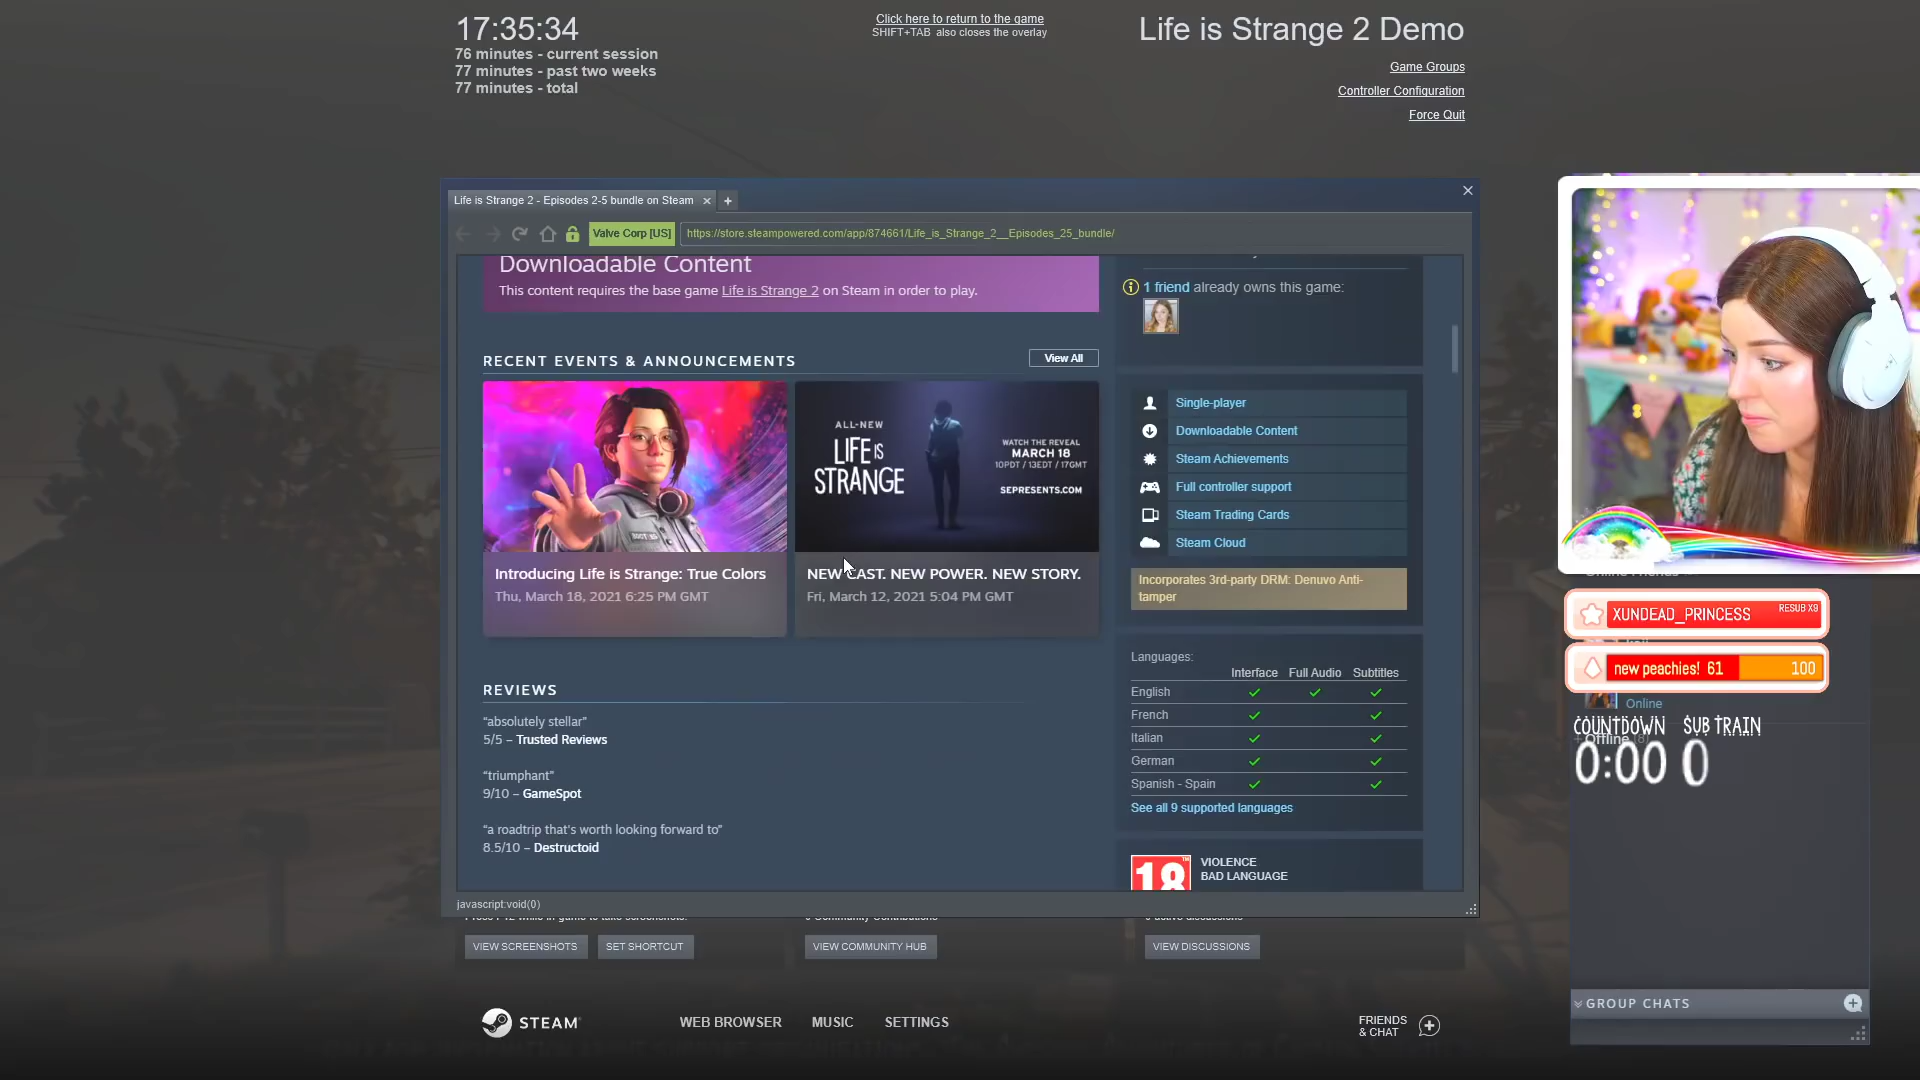 17:35:34
76 minutes - current session
77 minutes - past two weeks
77 minutes - total
Click here to return to the game
SHIFT+TAB also closes the overlay
Life is Strange 2 Demo
Game Groups
Controller Configuration
Force Quit
Life is Strange 2 - Episodes 2-5 bundle on Steam
Valve Corp [US]
https://store.steampowered.com/app/874661/Life_is_Strange_2__Episodes_25_bundle/
Downloadable Content
This content requires the base game Life is Strange 2 on Steam in order to play.
RECENT EVENTS & ANNOUNCEMENTS
View All
ALL-NEW
LIFE IS
STRANGE
WATCH THE REVEAL
MARCH 18
10PDT / 13EDT / 17GMT
SEPRESENTS.COM
Introducing Life is Strange: True Colors
Thu, March 18, 2021 6:25 PM GMT
NEW CAST. NEW POWER. NEW STORY.
Fri, March 12, 2021 5:04 PM GMT
REVIEWS
“absolutely stellar”
5/5 – Trusted Reviews
“triumphant”
9/10 – GameSpot
“a roadtrip that's worth looking forward to”
8.5/10 – Destructoid
1 friend already owns this game:
Single-player
Downloadable Content
Steam Achievements
Full controller support
Steam Trading Cards
Steam Cloud
Incorporates 3rd-party DRM: Denuvo Anti-
tamper
Languages:
Interface Full Audio Subtitles
English
French
Italian
German
Spanish - Spain
See all 9 supported languages
18
VIOLENCE
BAD LANGUAGE
javascript:void(0)
VIEW SCREENSHOTS
SET SHORTCUT
VIEW COMMUNITY HUB
VIEW DISCUSSIONS
STEAM
WEB BROWSER
MUSIC
SETTINGS
FRIENDS
& CHAT
XUNDEAD_PRINCESS
RESUB X9
new peachies! 61
100
Online
COUNTDOWN SUB TRAIN
Offline
0:00 0
GROUP CHATS